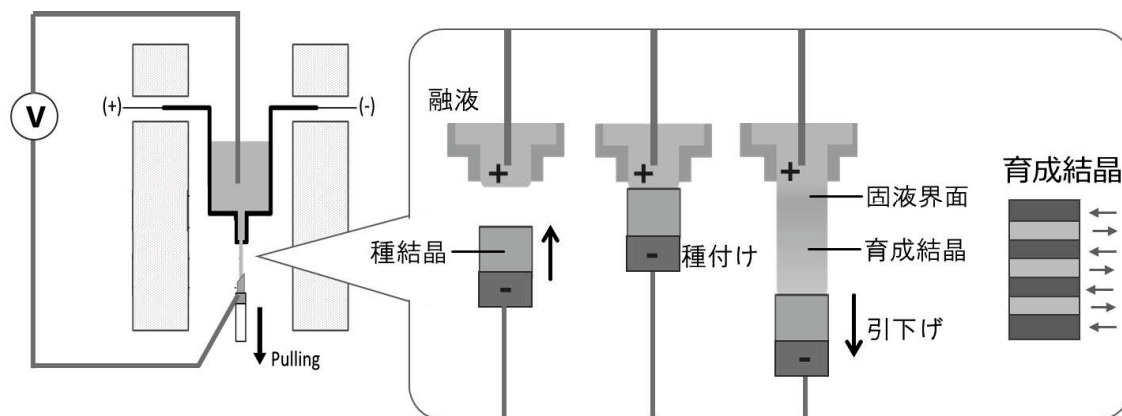 (+)
V
(-)
Pulling
融液
+
種結晶
-
+
種付け
-
+
固液界面
育成結晶
引下げ
-
育成結晶